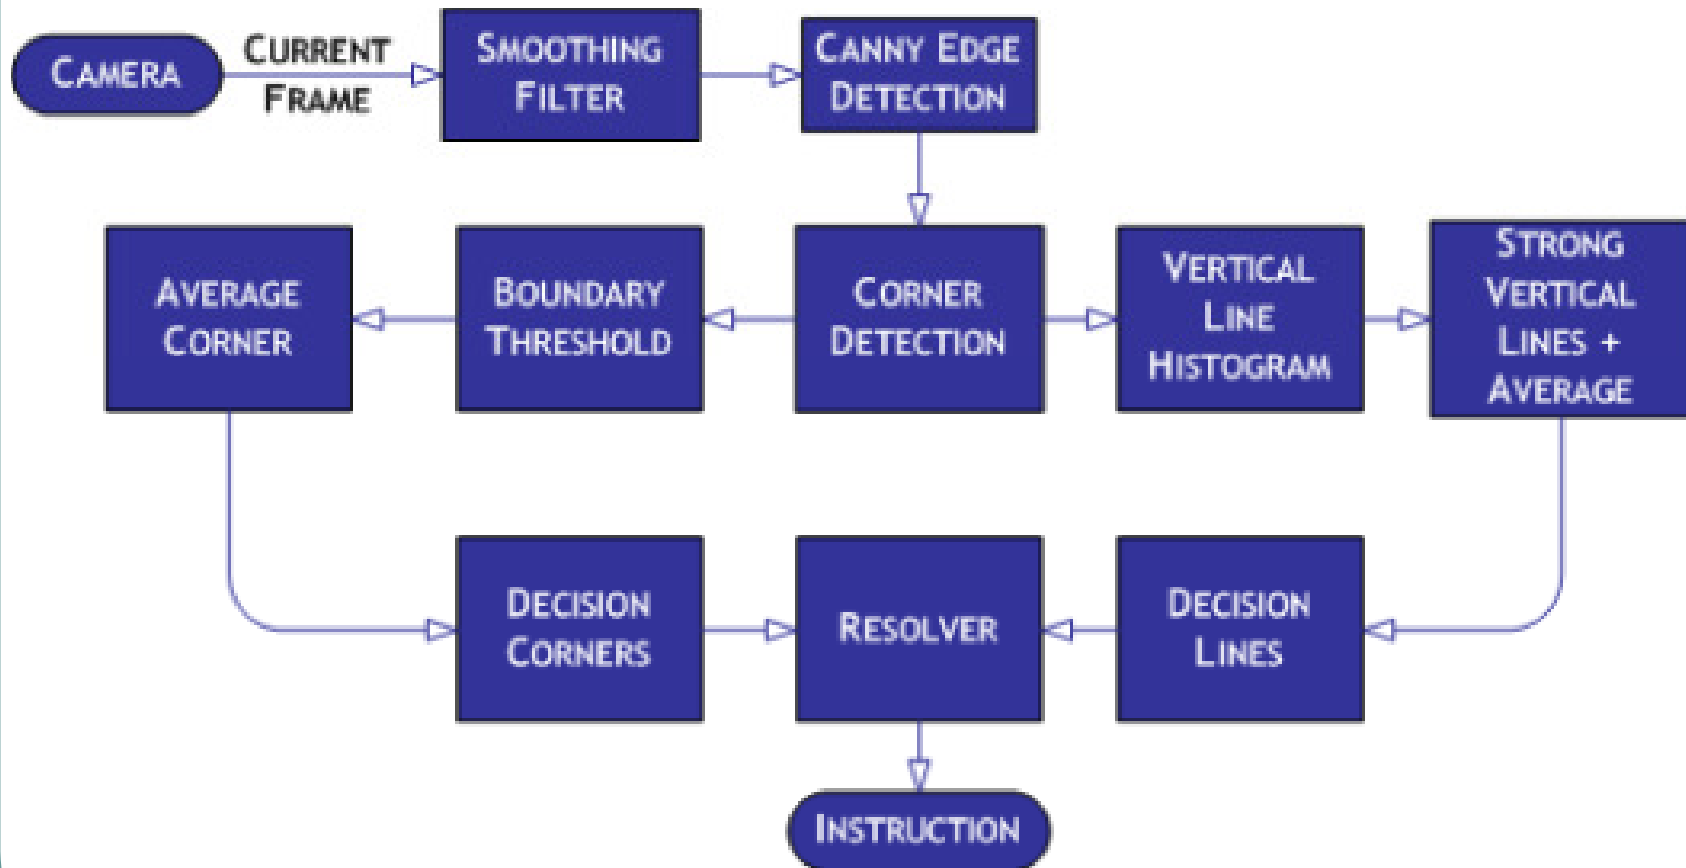 CAMERA
CURRENT
FRAME
SMOOTHING
FILTER
CANNY EDGE
DETECTION
AVERAGE
CORNER
BOUNDARY
THRESHOLD
CORNER
DETECTION
VERTICAL
LINE
HISTOGRAM
STRONG
VERTICAL
LINES +
AVERAGE
DECISION
CORNERS
RESOLVER
DECISION
LINES
INSTRUCTION